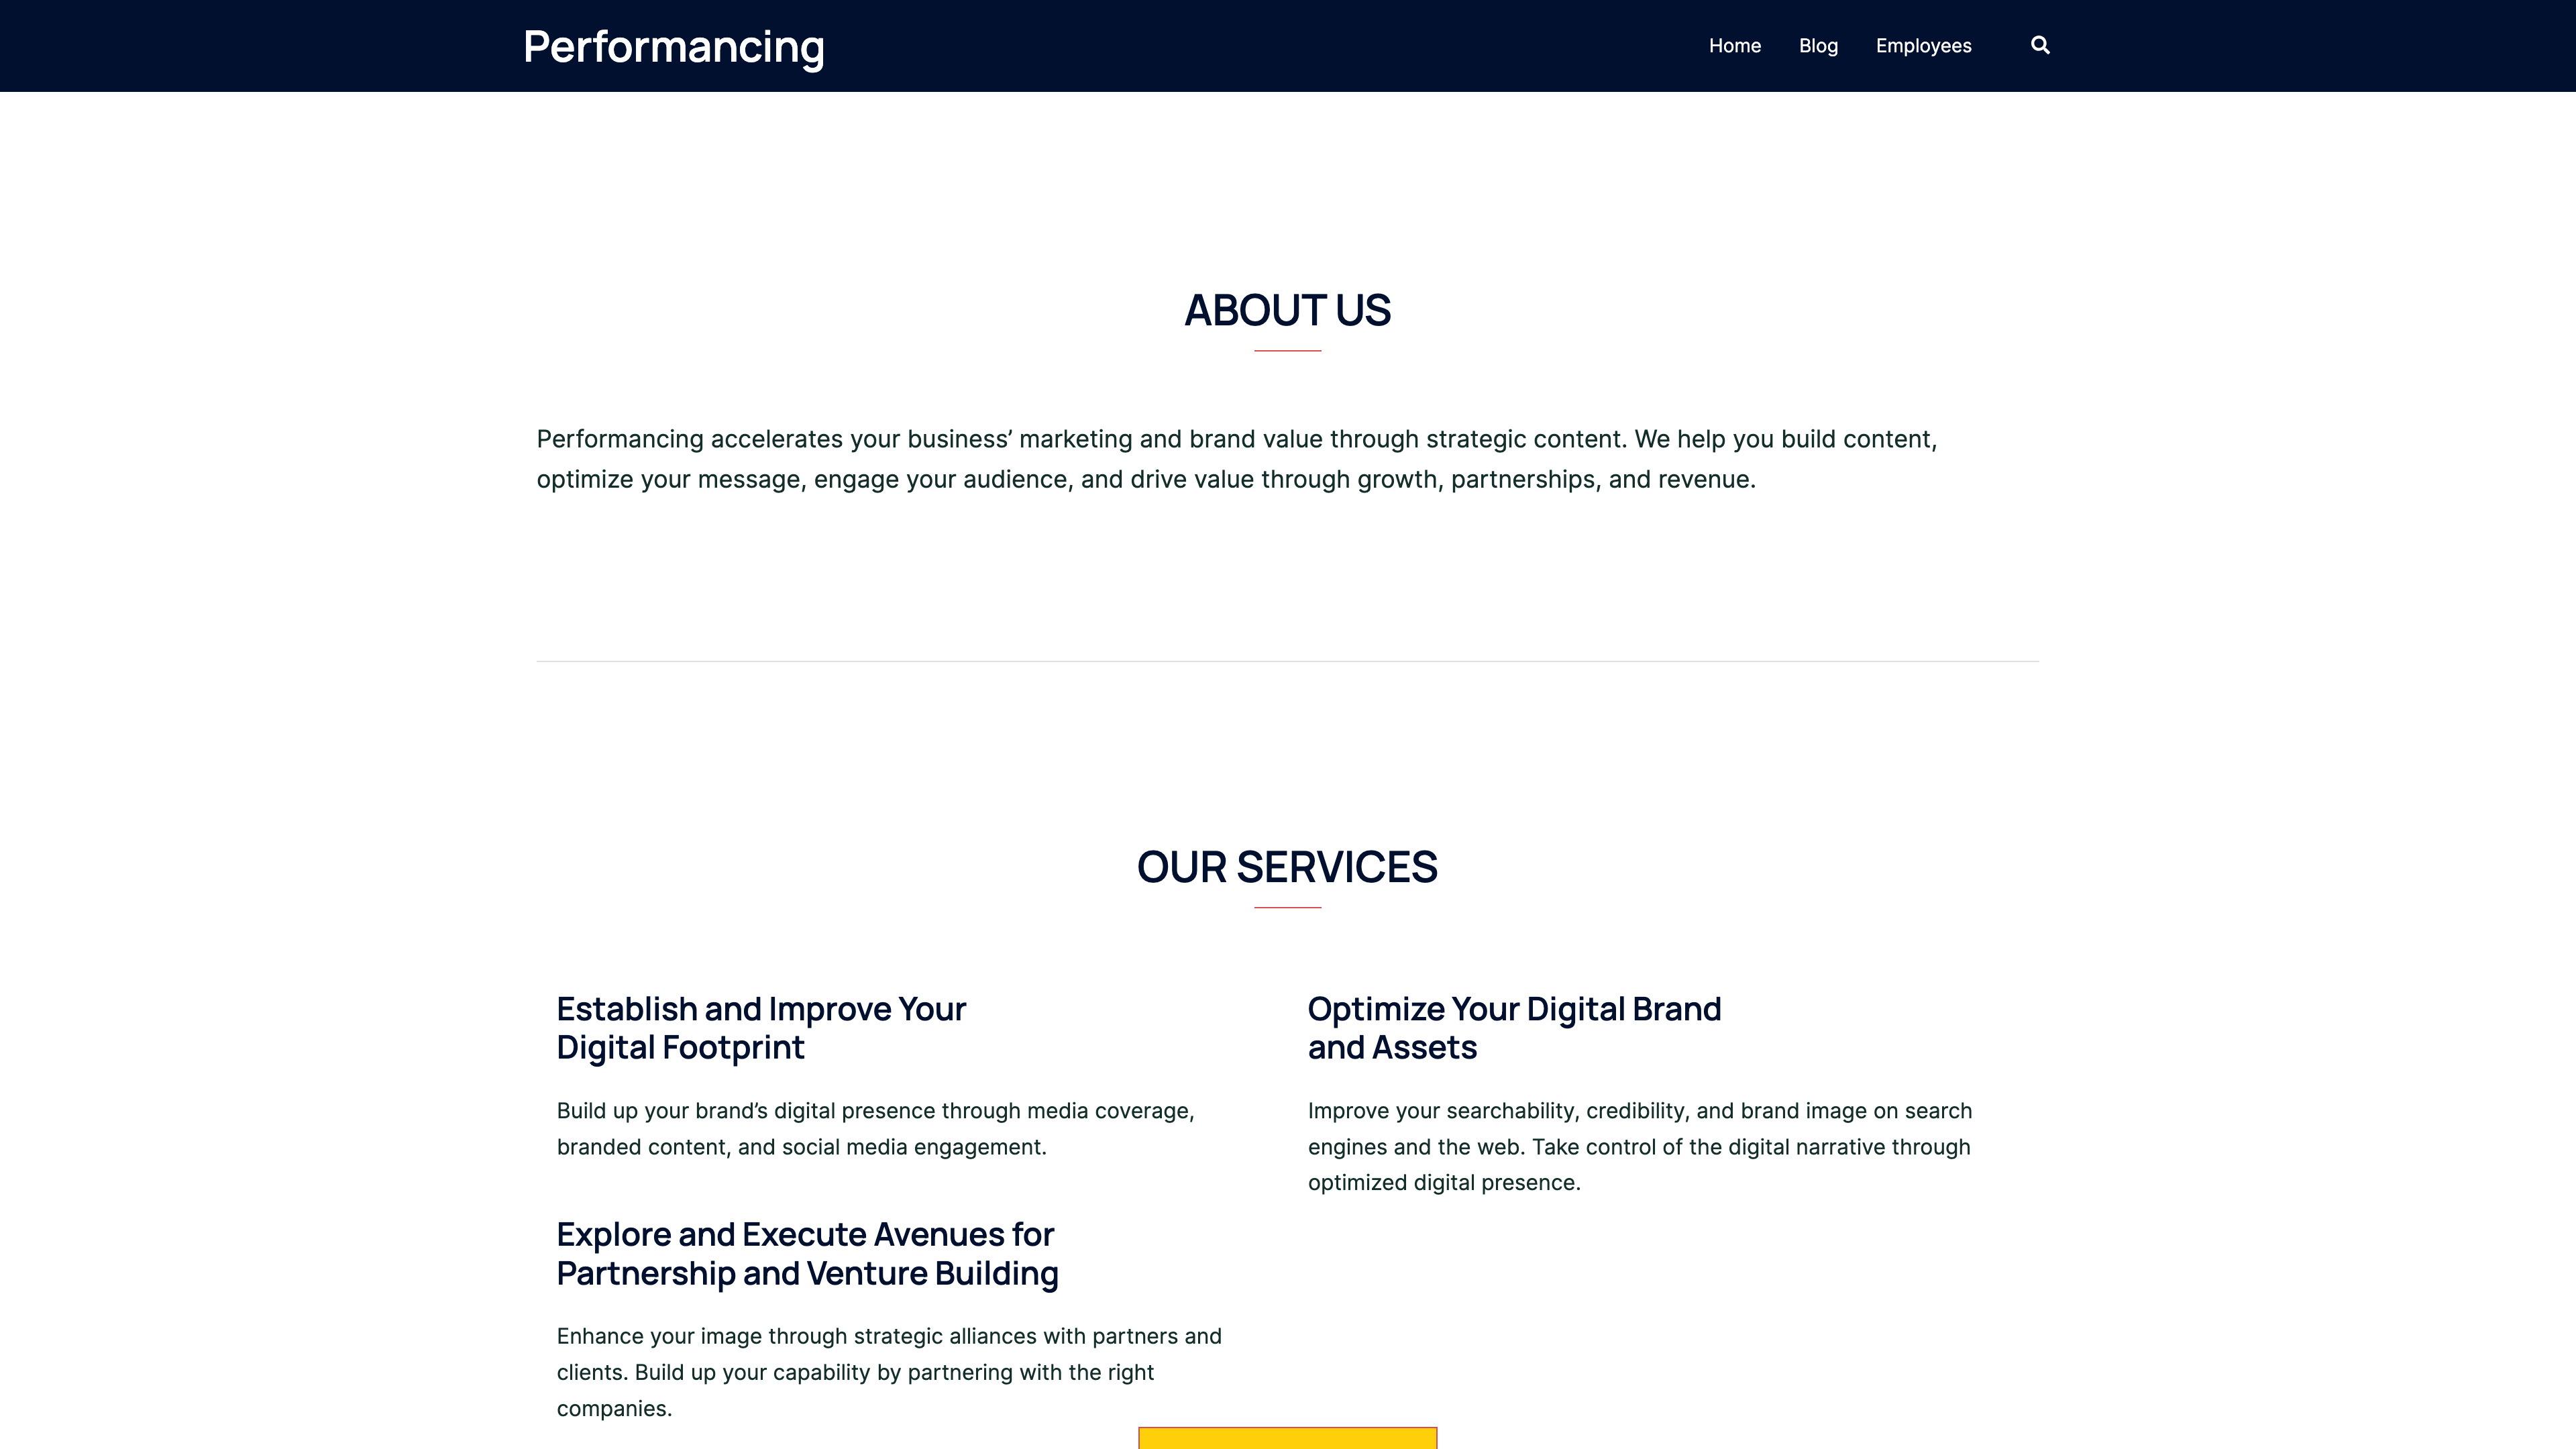 Performancing
Home Blog Employees
ABOUT US
Performancing accelerates your business’ marketing and brand value through strategic content. We help you build content,
optimize your message, engage your audience, and drive value through growth, partnerships, and revenue.
OUR SERVICES
Establish and Improve Your
Digital Footprint
Build up your brand’s digital presence through media coverage,
branded content, and social media engagement.
Optimize Your Digital Brand
and Assets
Improve your searchability, credibility, and brand image on search
engines and the web. Take control of the digital narrative through
optimized digital presence.
Explore and Execute Avenues for
Partnership and Venture Building
Enhance your image through strategic alliances with partners and
clients. Build up your capability by partnering with the right
companies.